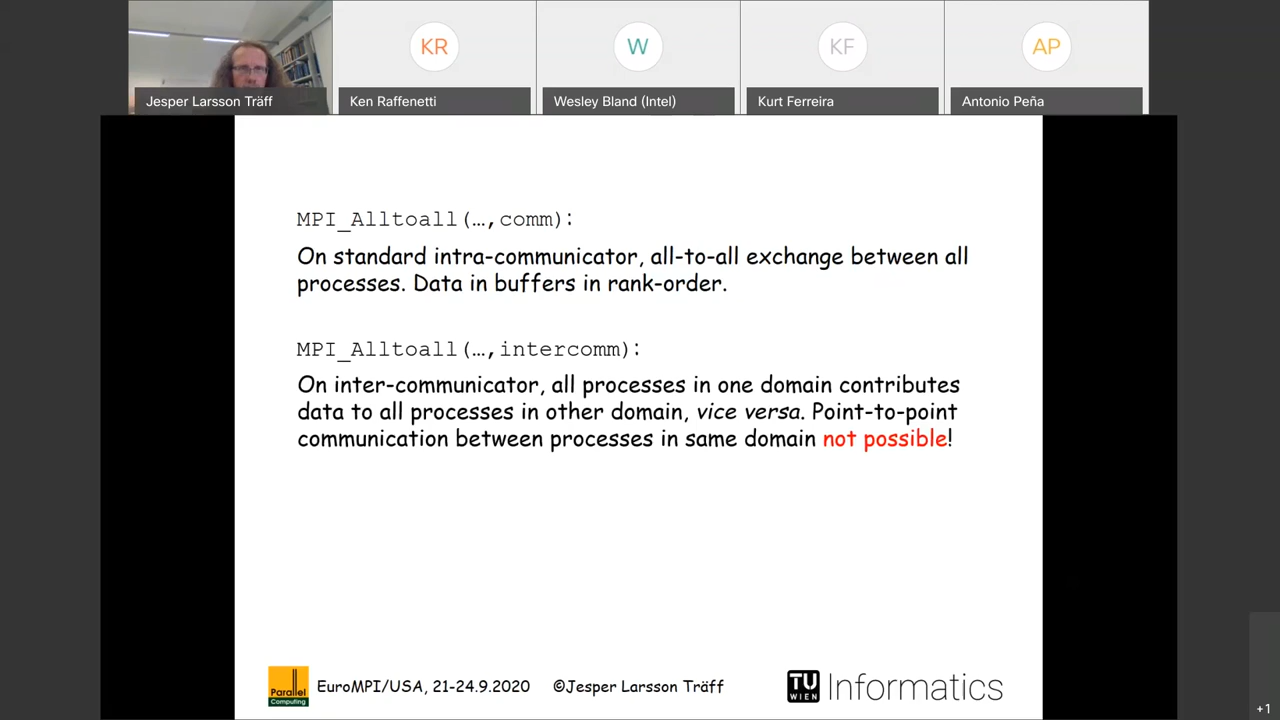 KR
W
KF
AP
Jesper Larsson Träff
Ken Raffenetti
Wesley Bland (Intel)
Kurt Ferreira
Antonio Peña
MPI_Alltoall(…,comm):
On standard intra-communicator, all-to-all exchange between all
processes. Data in buffers in rank-order.
MPI_Alltoall(…,intercomm):
On inter-communicator, all processes in one domain contributes
data to all processes in other domain, vice versa. Point-to-point
communication between processes in same domain not possible!
Parallel
Computing
EuroMPI/USA, 21-24.9.2020 ©Jesper Larsson Träff
TU
WIEN
Informatics
+1